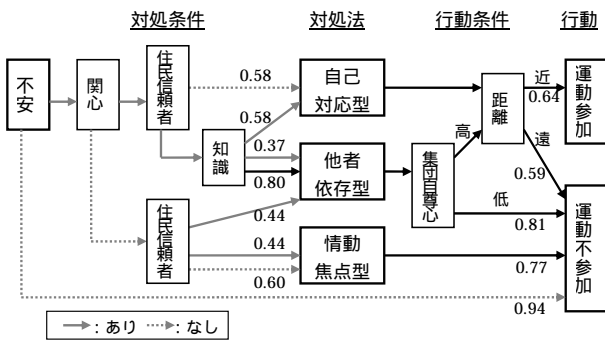 対処条件 対処法 行動条件 行動
不安
関心
住民信頼者
知識
住民信頼者
自己
対応型
他者
依存型
情動
焦点型
集団自尊心
距離
運動参加
運動不参加
0.58
0.58
0.37
0.80
0.44
0.44
0.60
高
低
近
0.64
遠
0.59
0.81
0.77
0.94
: あり : なし